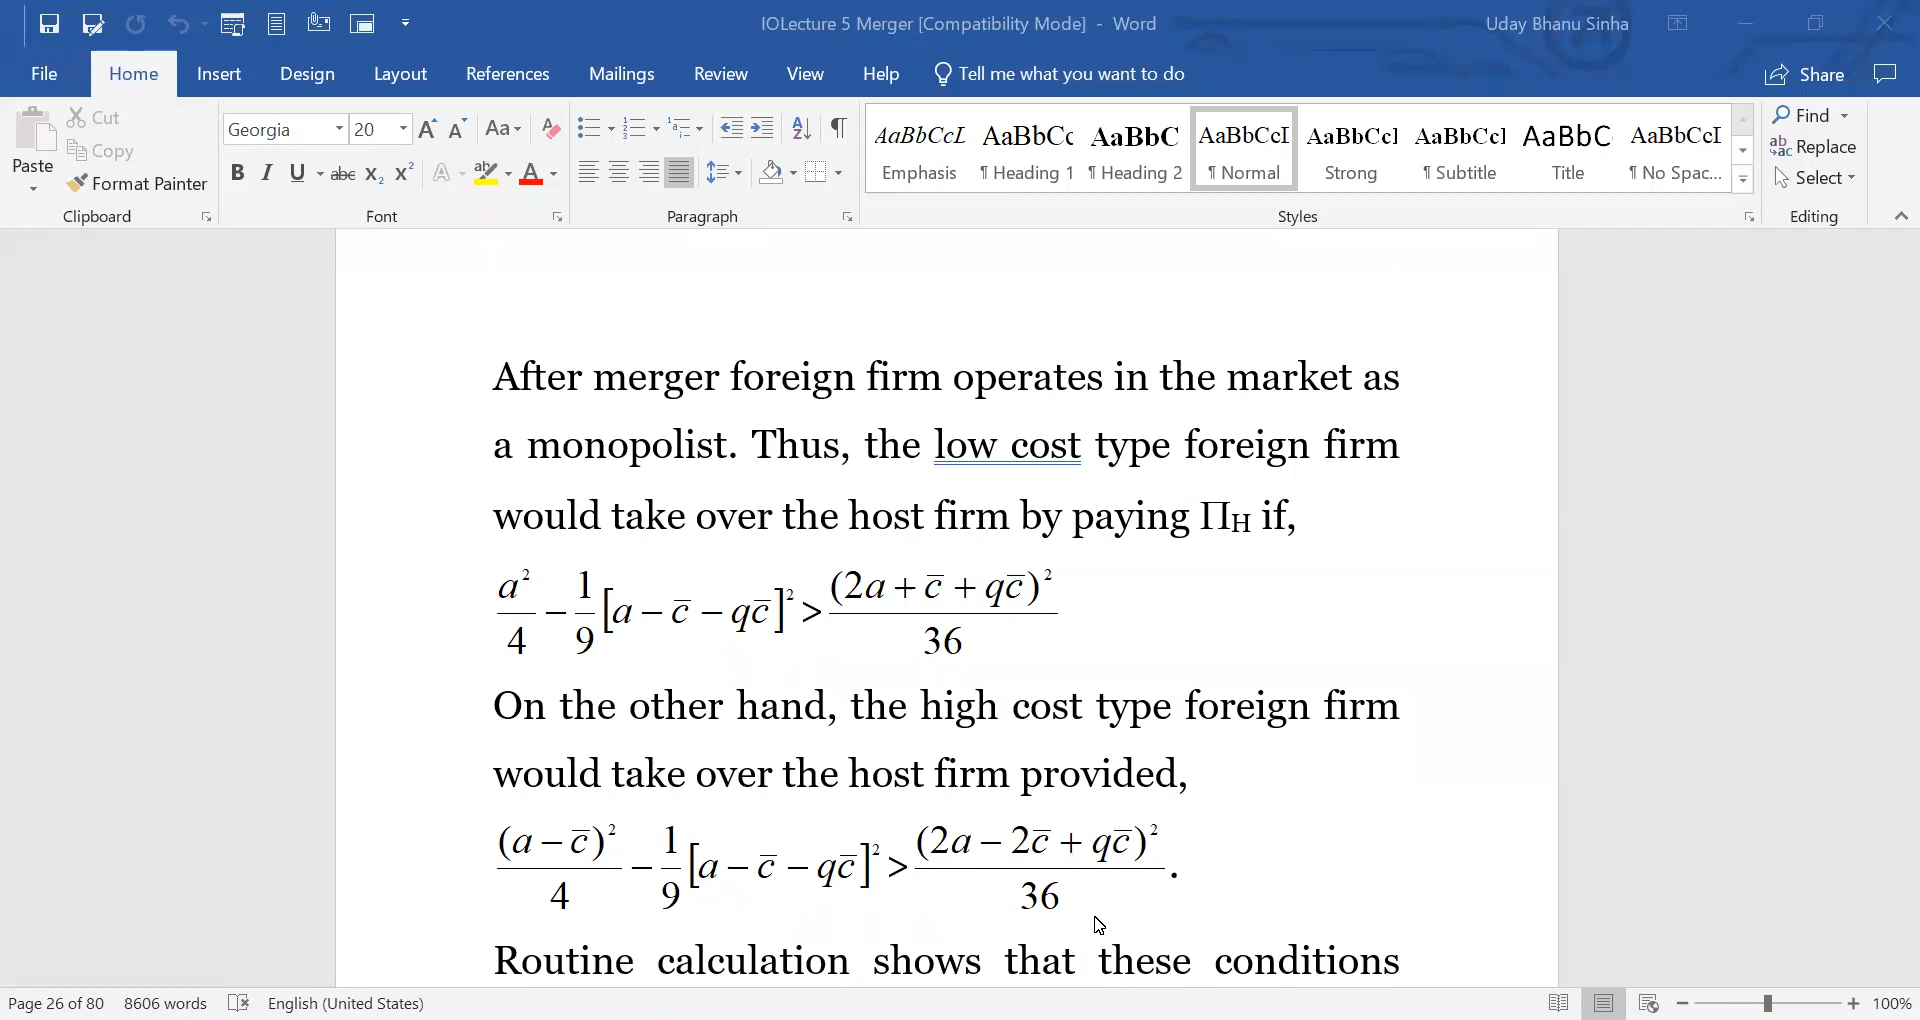 IOLecture 5 Merger [Compatibility Mode] - Word
Uday Bhanu Sinha
File Home Insert Design Layout References Mailings Review View Help Tell me what you want to do Share
Paste
Cut
Copy
Format Painter
Clipboard
Georgia 20
Font
Paragraph
AaBbCcI AaBbCc AaBbC AaBbCcI AaBbCcl AaBbCcl AaBbC AaBbCcI
Emphasis ¶ Heading 1 ¶ Heading 2 ¶ Normal Strong ¶ Subtitle Title ¶ No Spac...
Styles
Find
Replace
Select
Editing
After merger foreign firm operates in the market as
a monopolist. Thus, the low cost type foreign firm
would take over the host firm by paying Π_H if,
a²/4 − 1/9 [a − c̄ − qc̄]² > (2a + c̄ + qc̄)²/36
On the other hand, the high cost type foreign firm
would take over the host firm provided,
(a − c̄)²/4 − 1/9 [a − c̄ − qc̄]² > (2a − 2c̄ + qc̄)²/36 .
Routine calculation shows that these conditions
Page 26 of 80 8606 words English (United States) 100%